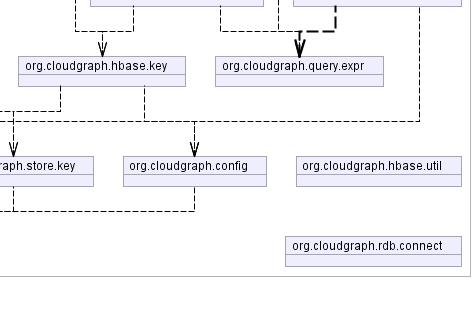 org.cloudgraph.hbase.key
org.cloudgraph.query.expr
raph.store.key
org.cloudgraph.config
org.cloudgraph.hbase.util
org.cloudgraph.rdb.connect